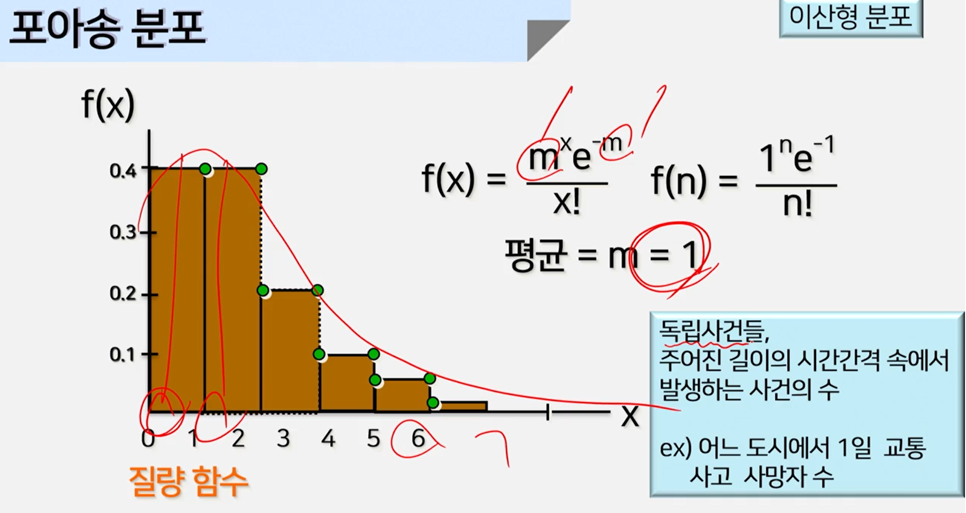 포아송 분포
이산형 분포
f(x)
f(x) = m^x e^-m / x!
f(n) = 1^n e^-1 / n!
평균 = m = 1
0.4
0.3
0.2
0.1
0 1 2 3 4 5 6 7
x
질량 함수
독립사건들,
주어진 길이의 시간간격 속에서
발생하는 사건의 수
ex) 어느 도시에서 1일 교통
사고 사망자 수